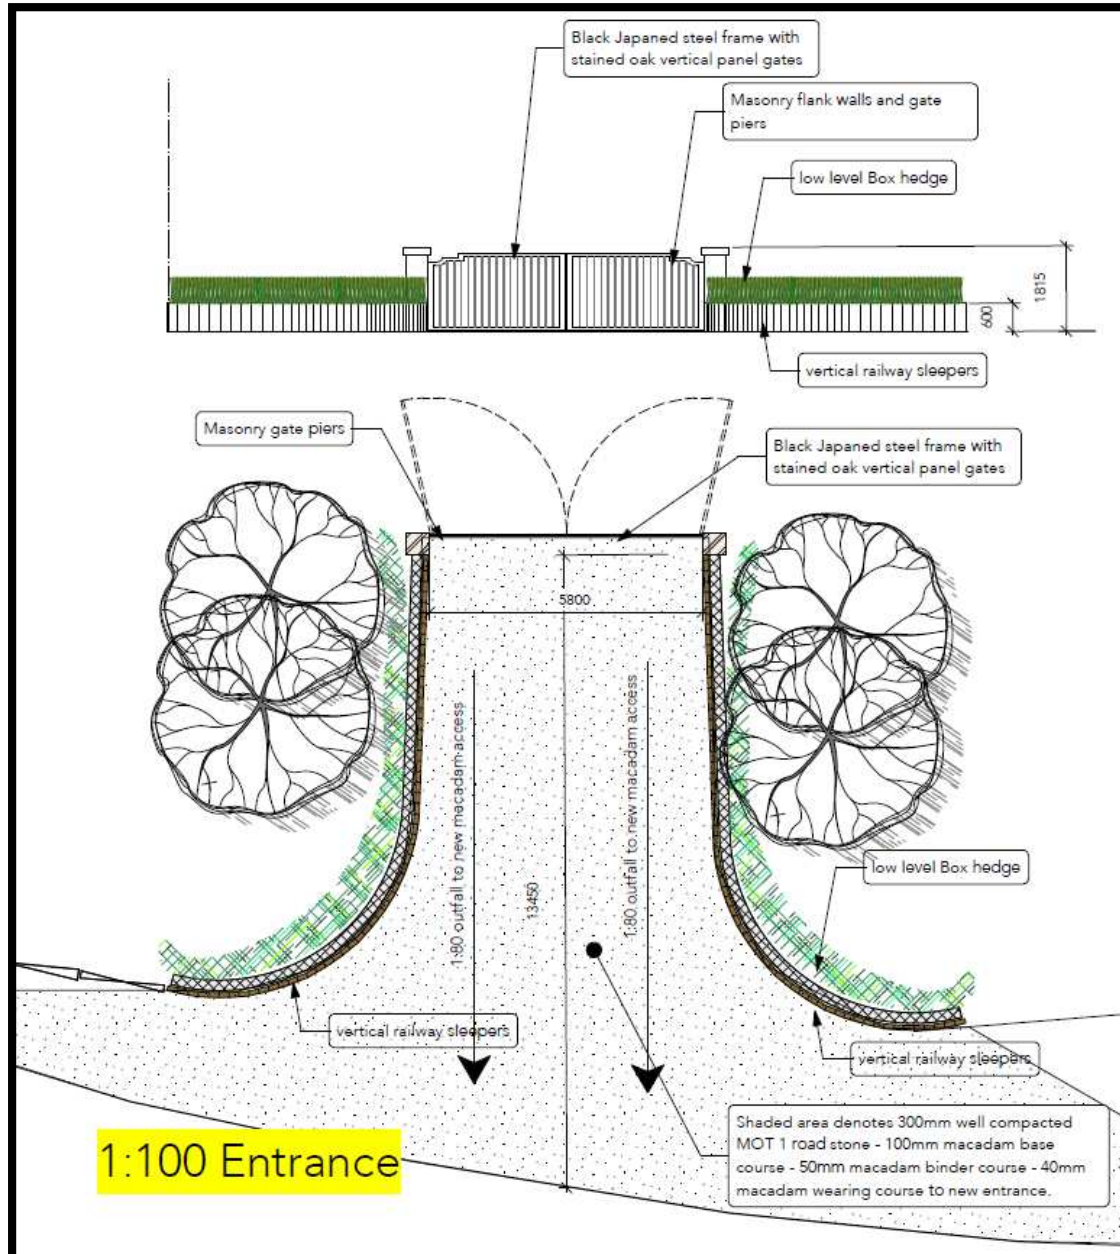 Black Japaned steel frame with
stained oak vertical panel gates
Masonry flank walls and gate
piers
low level Box hedge
1815
600
vertical railway sleepers
Masonry gate piers
Black Japaned steel frame with
stained oak vertical panel gates
5800
1:80 outfall to new macadam access
1:80 outfall to new macadam access
13450
low level Box hedge
vertical railway sleepers
vertical railway sleepers
Shaded area denotes 300mm well compacted
MOT 1 road stone - 100mm macadam base
course - 50mm macadam binder course - 40mm
macadam wearing course to new entrance.
1:100 Entrance